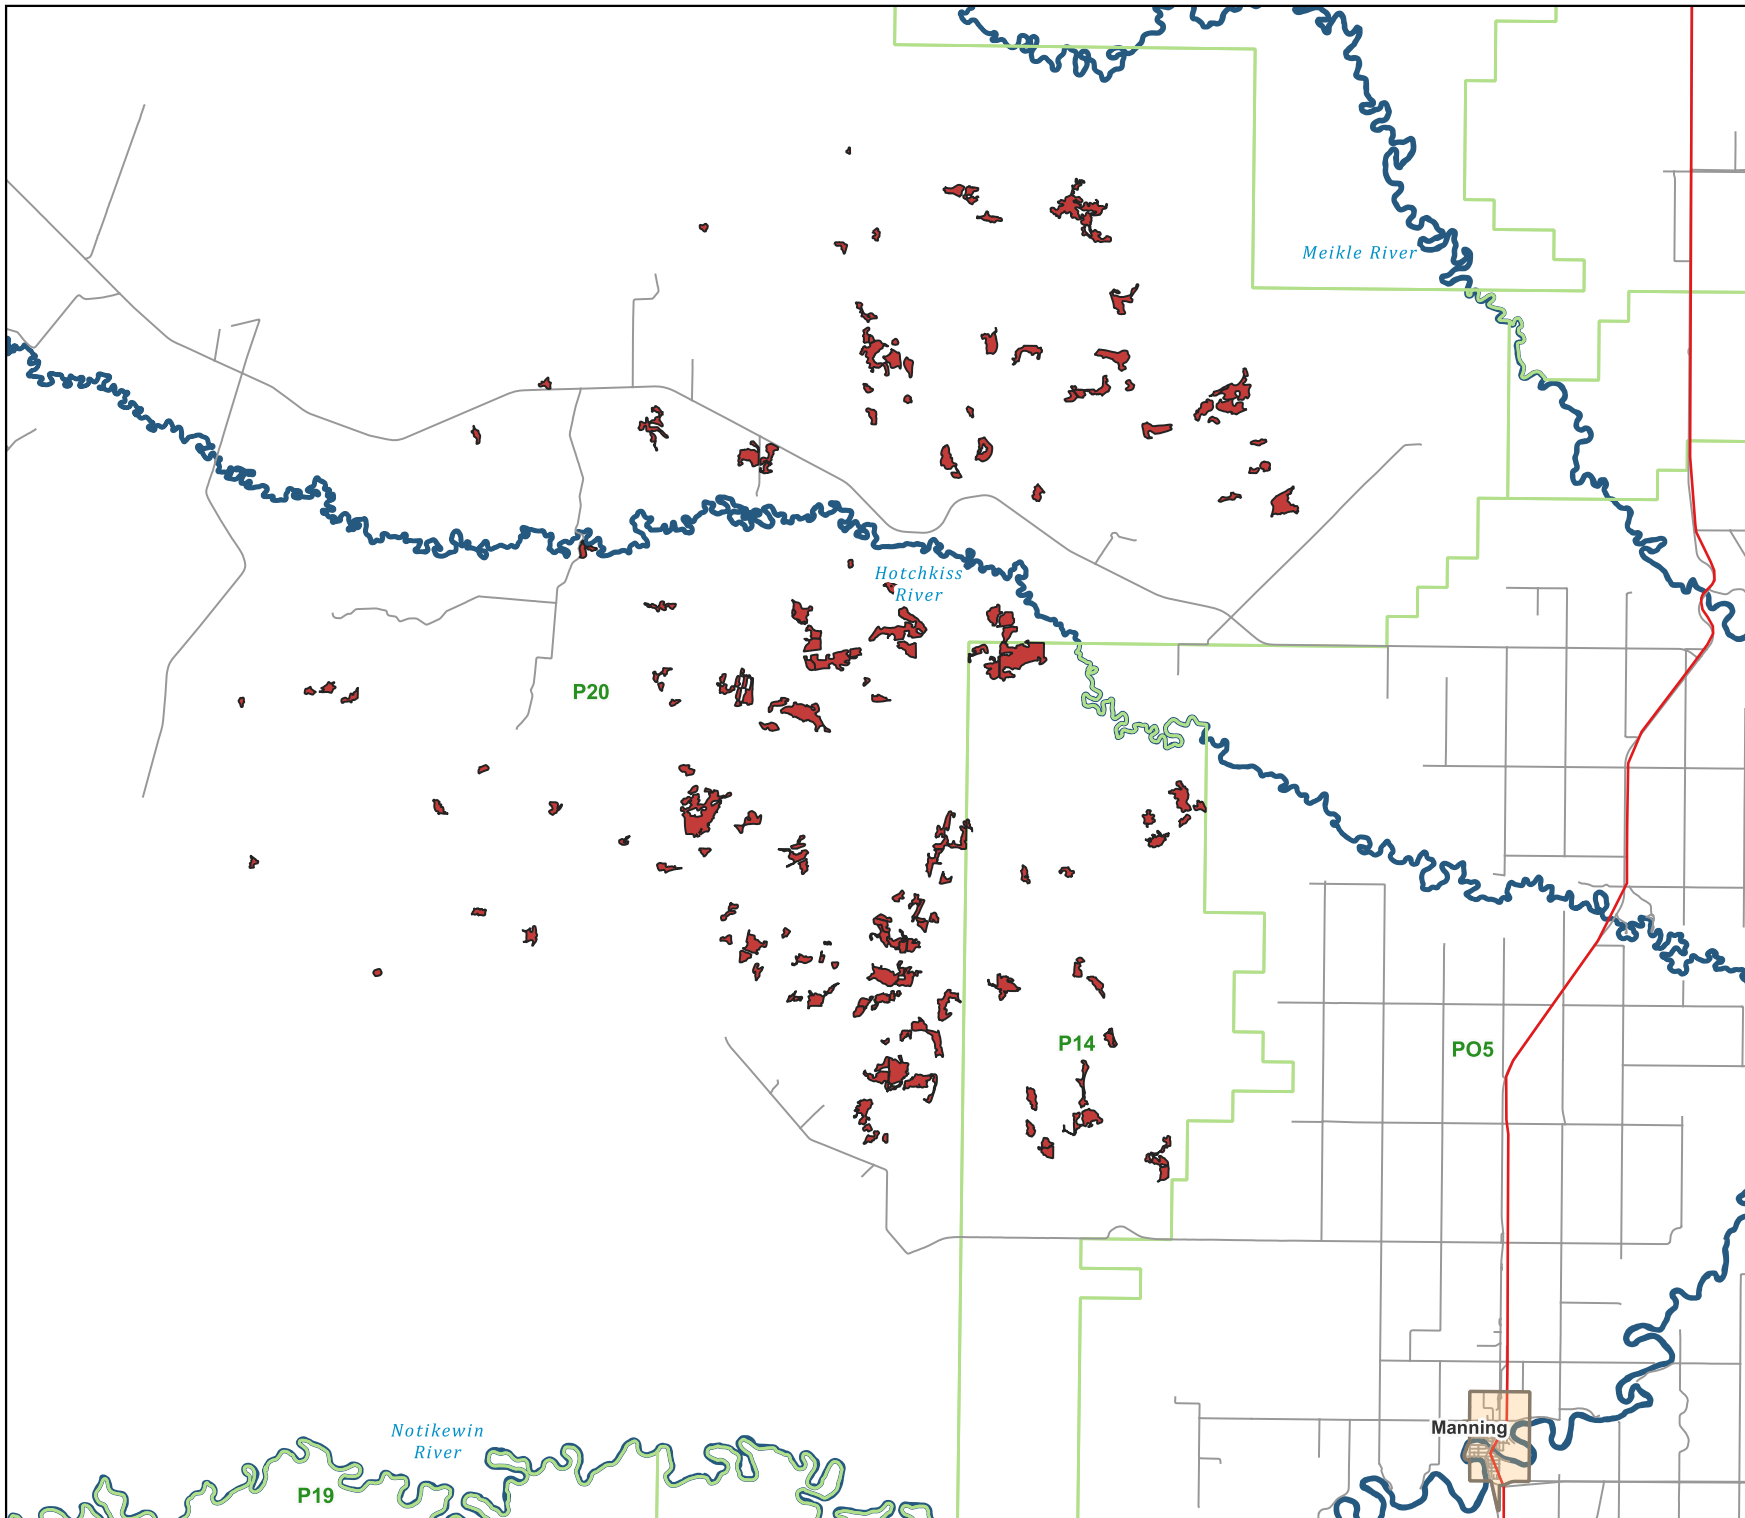 Meikle River
Hotchkiss
River
P20
P14
PO5
Manning
Notikewin
River
P19